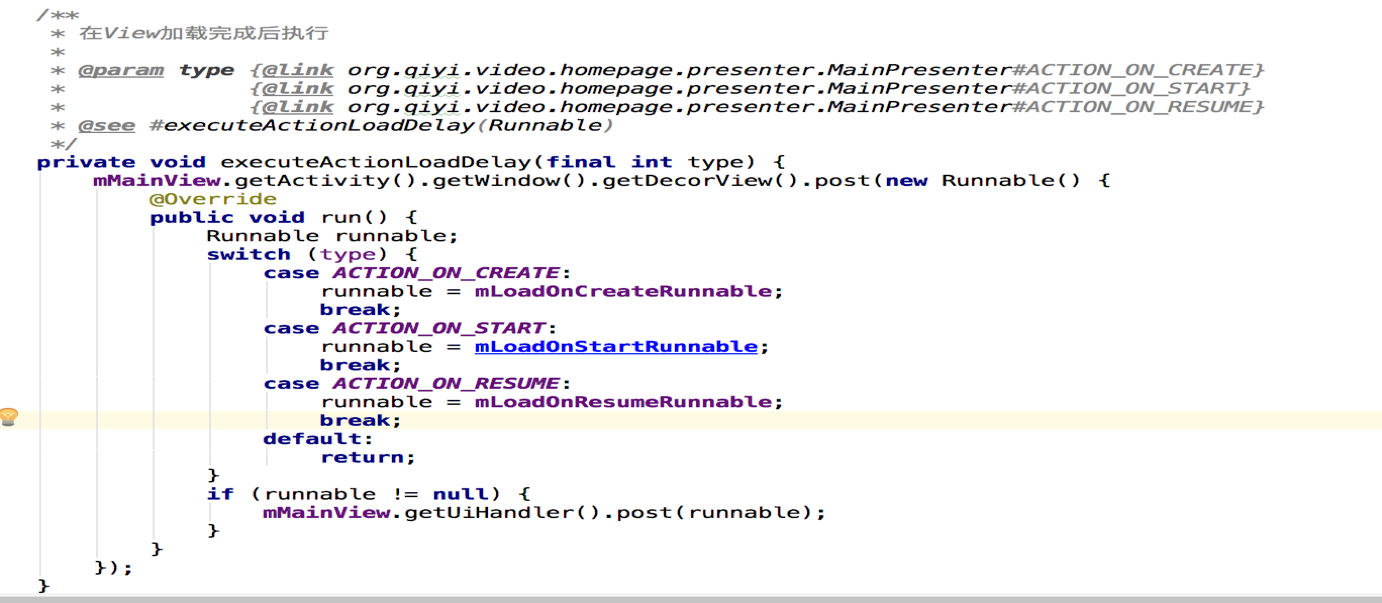 /**
 * 在View加载完成后执行
 *
 * @param type {@link org.qiyi.video.homepage.presenter.MainPresenter#ACTION_ON_CREATE}
 *             {@link org.qiyi.video.homepage.presenter.MainPresenter#ACTION_ON_START}
 *             {@link org.qiyi.video.homepage.presenter.MainPresenter#ACTION_ON_RESUME}
 * @see #executeActionLoadDelay(Runnable)
 */
private void executeActionLoadDelay(final int type) {
    mMainView.getActivity().getWindow().getDecorView().post(new Runnable() {
        @Override
        public void run() {
            Runnable runnable;
            switch (type) {
                case ACTION_ON_CREATE:
                    runnable = mLoadOnCreateRunnable;
                    break;
                case ACTION_ON_START:
                    runnable = mLoadOnStartRunnable;
                    break;
                case ACTION_ON_RESUME:
                    runnable = mLoadOnResumeRunnable;
                    break;
                default:
                    return;
            }
            if (runnable != null) {
                mMainView.getUiHandler().post(runnable);
            }
        }
    });
}